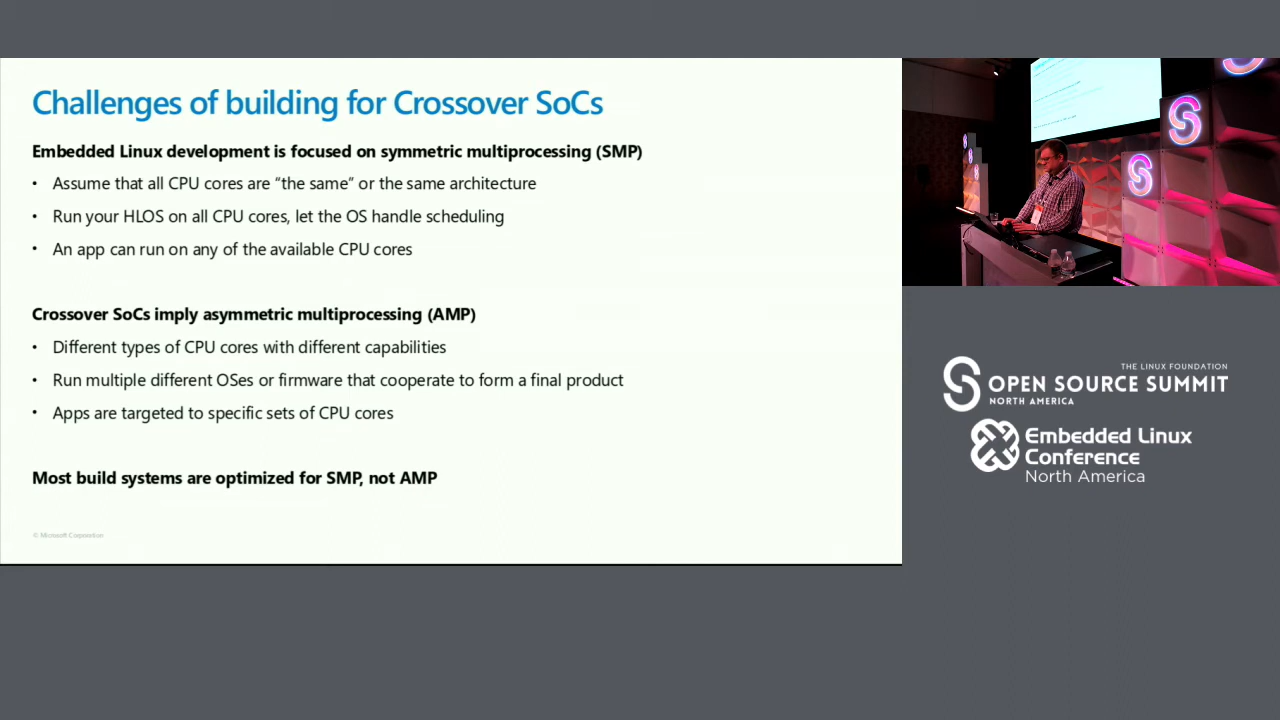 Challenges of building for Crossover SoCs
Embedded Linux development is focused on symmetric multiprocessing (SMP)
• Assume that all CPU cores are “the same” or the same architecture
• Run your HLOS on all CPU cores, let the OS handle scheduling
• An app can run on any of the available CPU cores
Crossover SoCs imply asymmetric multiprocessing (AMP)
• Different types of CPU cores with different capabilities
• Run multiple different OSes or firmware that cooperate to form a final product
• Apps are targeted to specific sets of CPU cores
Most build systems are optimized for SMP, not AMP
© Microsoft Corporation
THE LINUX FOUNDATION
OPEN SOURCE SUMMIT
NORTH AMERICA
Embedded Linux
Conference
North America